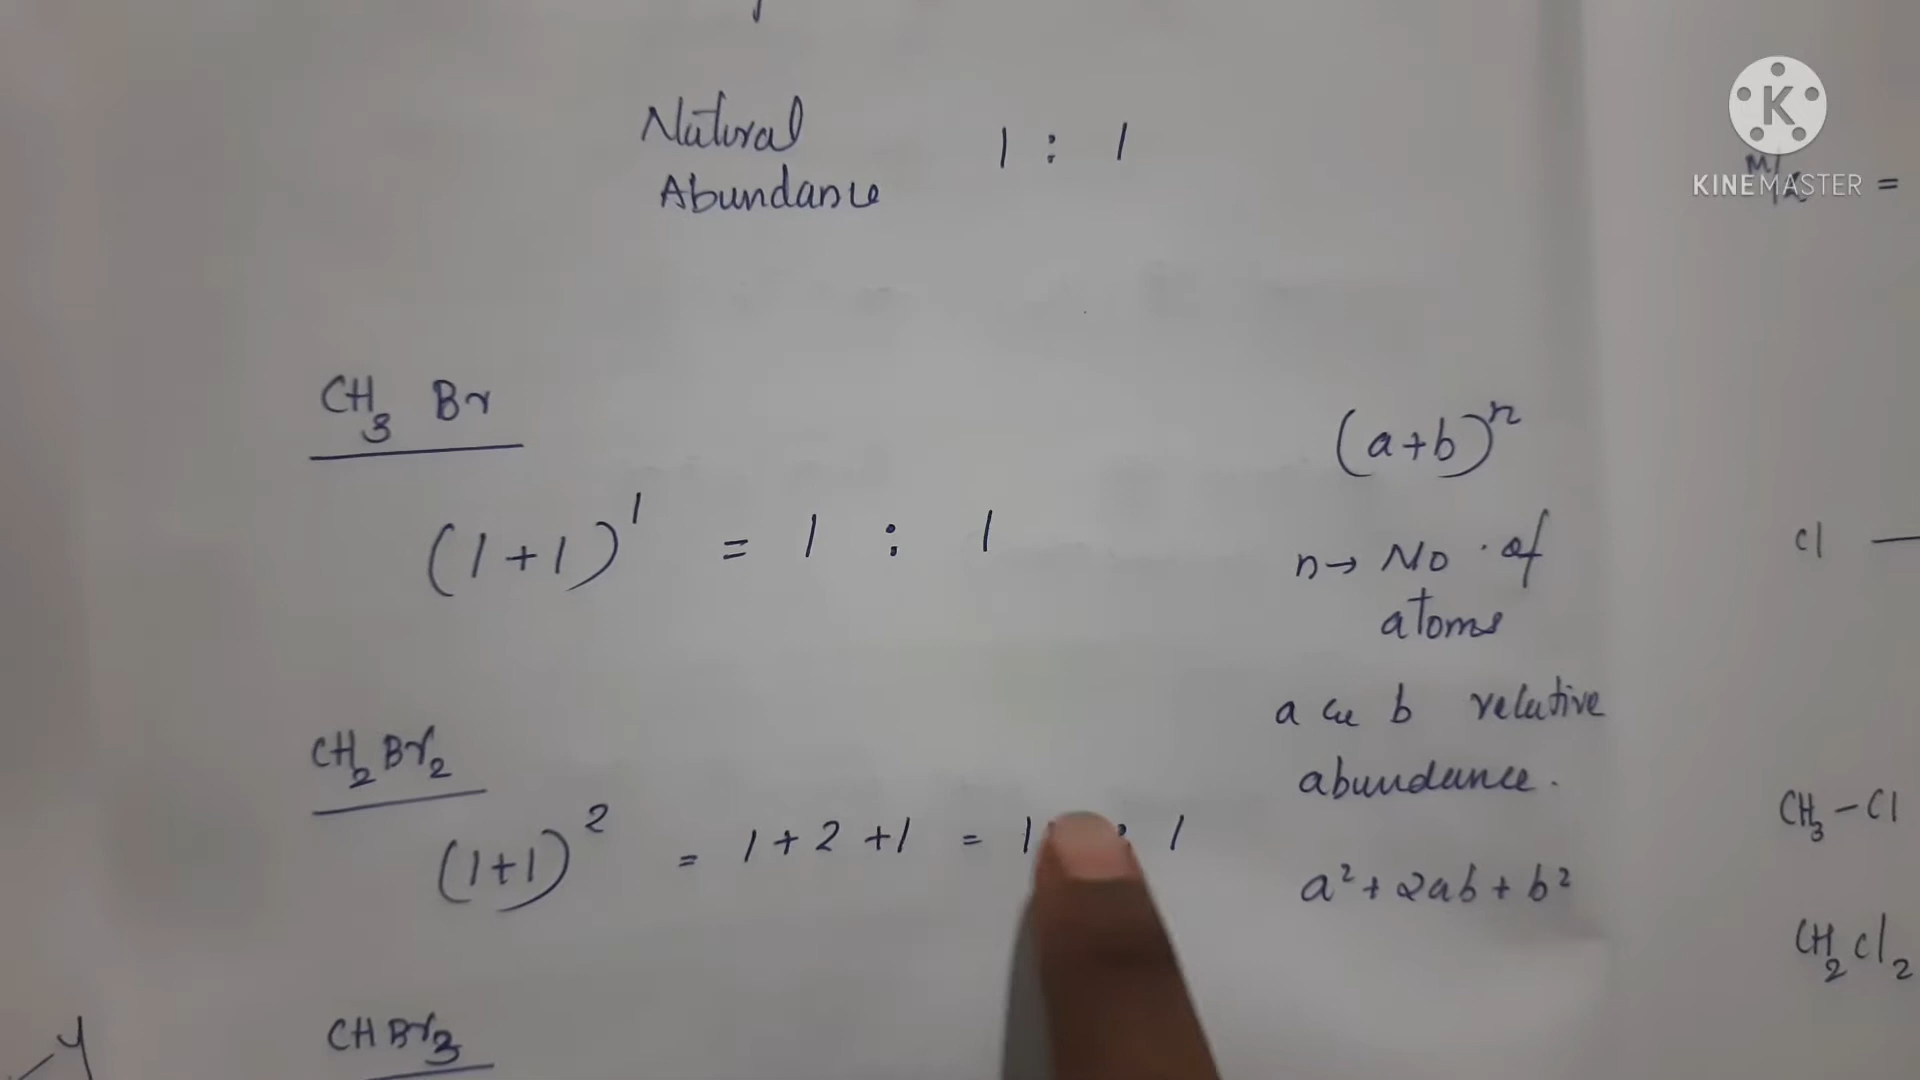 Natural 1 : 1
Abundance
CH3 Br
(1+1)^1 = 1 : 1
(a+b)^n
n→ No. of
atoms
a b relative
abundance.
CH2Br2
(1+1)^2 = 1+2+1 = 1 : 1
a²+2ab+b²
CHBr3
Cl —
CH3-Cl
CH2Cl2
K
KINEMASTER
=
y